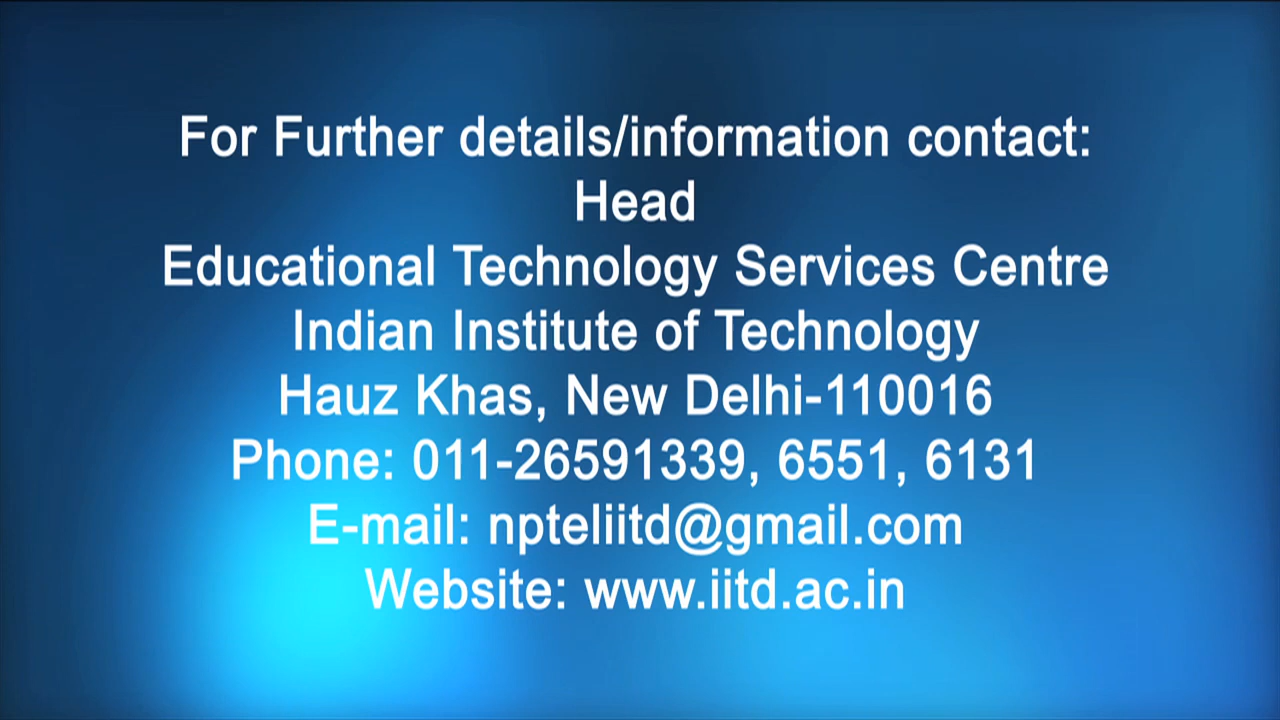 For Further details/information contact:
Head
Educational Technology Services Centre
Indian Institute of Technology
Hauz Khas, New Delhi-110016
Phone: 011-26591339, 6551, 6131
E-mail: npteliitd@gmail.com
Website: www.iitd.ac.in